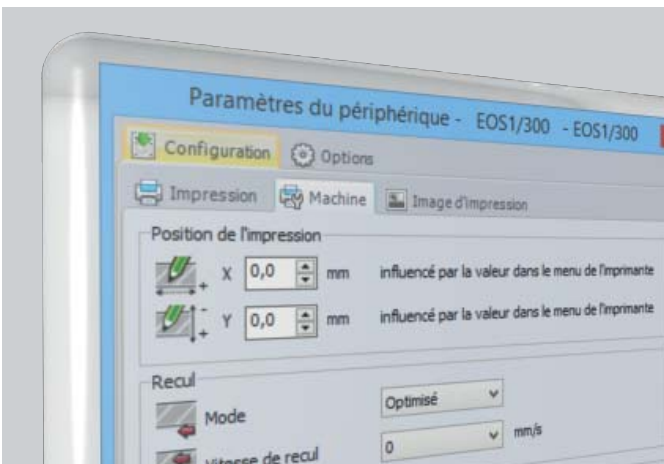 Paramètres du périphérique - EOS1/300 - EOS1/300
Configuration Options
Impression Machine Image d'impression
Position de l'impression
X 0,0 mm influencé par la valeur dans le menu de l'imprimante
Y 0,0 mm influencé par la valeur dans le menu de l'imprimante
Recul
Mode Optimisé
Vitesse de recul 0 mm/s